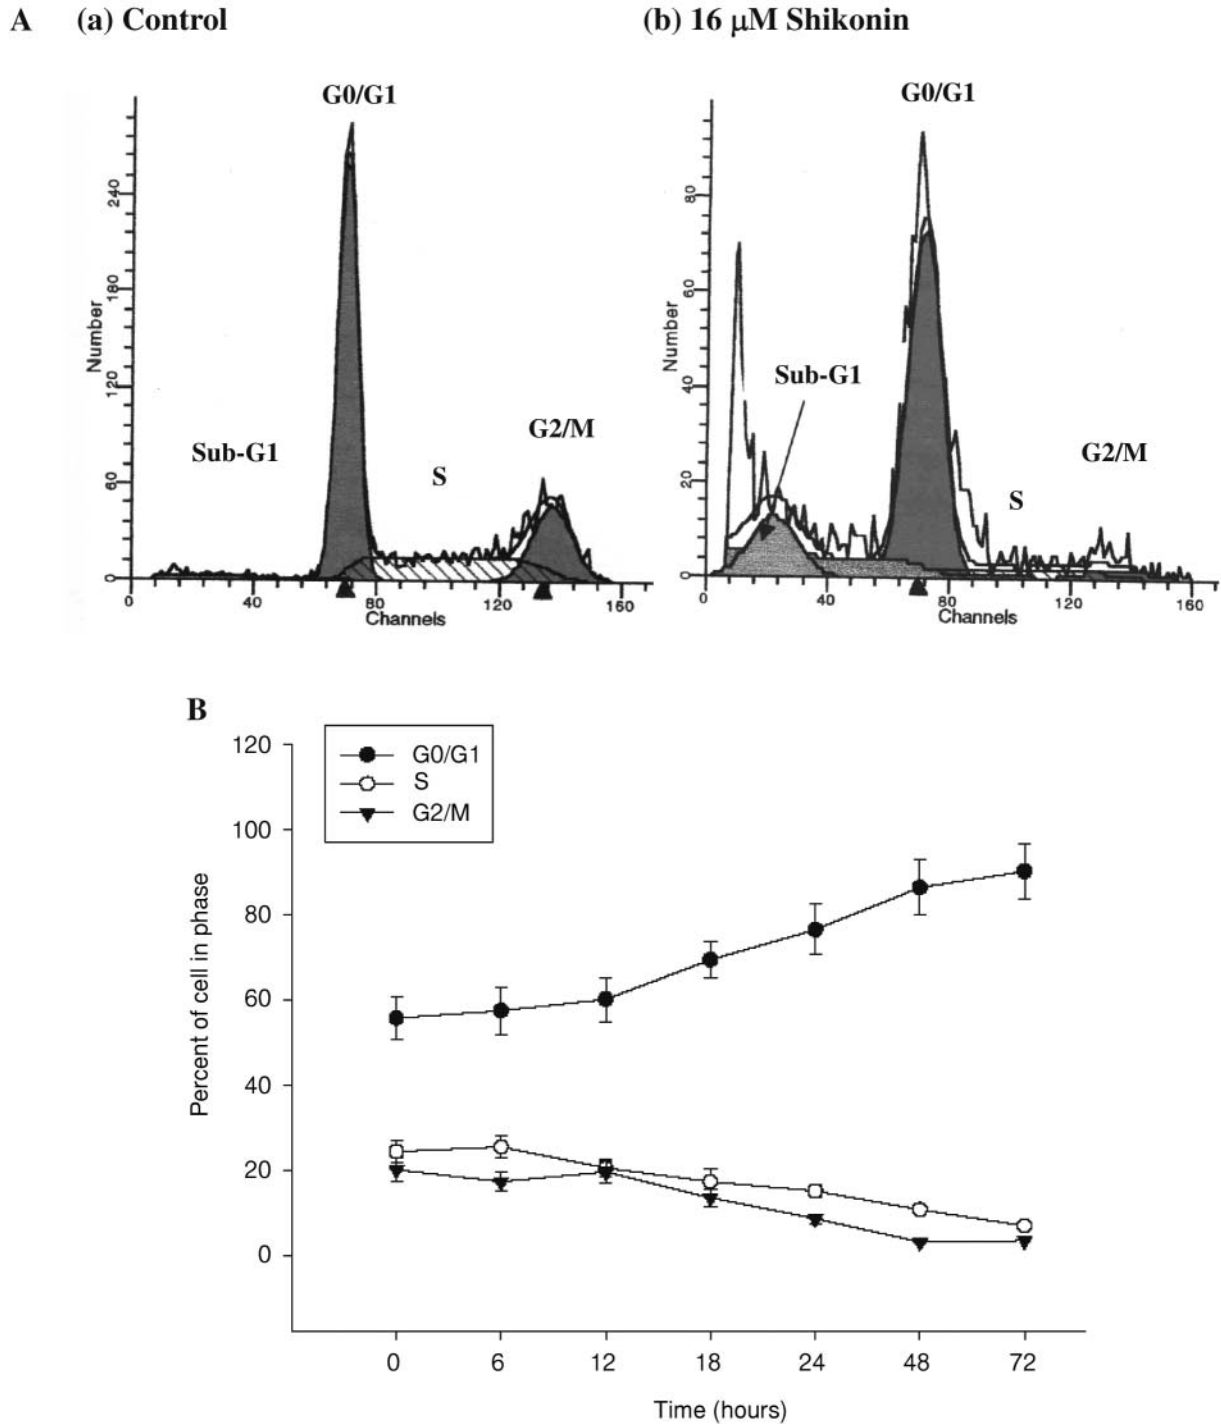 A (a) Control (b) 16 μM Shikonin
G0/G1
Sub-G1
S
G2/M
Number
0
60
120
180
240
0 40 80 120 160
Channels
G0/G1
Sub-G1
S
G2/M
Number
0
20
40
60
80
0 40 80 120 160
Channels
B
G0/G1
S
G2/M
Percent of cell in phase
120
100
80
60
40
20
0
0 6 12 18 24 48 72
Time (hours)